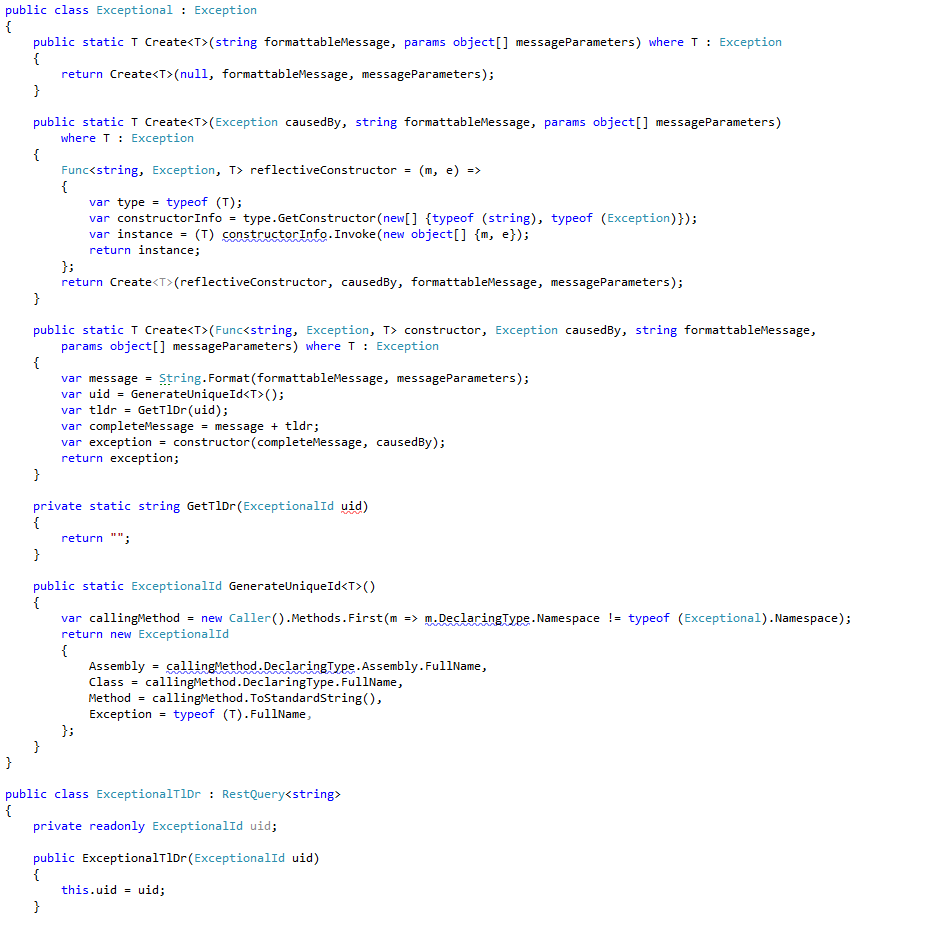 public class Exceptional : Exception
{
    public static T Create<T>(string formattableMessage, params object[] messageParameters) where T : Exception
    {
        return Create<T>(null, formattableMessage, messageParameters);
    }

    public static T Create<T>(Exception causedBy, string formattableMessage, params object[] messageParameters)
        where T : Exception
    {
        Func<string, Exception, T> reflectiveConstructor = (m, e) =>
        {
            var type = typeof (T);
            var constructorInfo = type.GetConstructor(new[] {typeof (string), typeof (Exception)});
            var instance = (T) constructorInfo.Invoke(new object[] {m, e});
            return instance;
        };
        return Create<T>(reflectiveConstructor, causedBy, formattableMessage, messageParameters);
    }

    public static T Create<T>(Func<string, Exception, T> constructor, Exception causedBy, string formattableMessage,
        params object[] messageParameters) where T : Exception
    {
        var message = String.Format(formattableMessage, messageParameters);
        var uid = GenerateUniqueId<T>();
        var tldr = GetTlDr(uid);
        var completeMessage = message + tldr;
        var exception = constructor(completeMessage, causedBy);
        return exception;
    }

    private static string GetTlDr(ExceptionalId uid)
    {
        return "";
    }

    public static ExceptionalId GenerateUniqueId<T>()
    {
        var callingMethod = new Caller().Methods.First(m => m.DeclaringType.Namespace != typeof (Exceptional).Namespace);
        return new ExceptionalId
        {
            Assembly = callingMethod.DeclaringType.Assembly.FullName,
            Class = callingMethod.DeclaringType.FullName,
            Method = callingMethod.ToStandardString(),
            Exception = typeof (T).FullName,
        };
    }
}

public class ExceptionalTlDr : RestQuery<string>
{
    private readonly ExceptionalId uid;

    public ExceptionalTlDr(ExceptionalId uid)
    {
        this.uid = uid;
    }